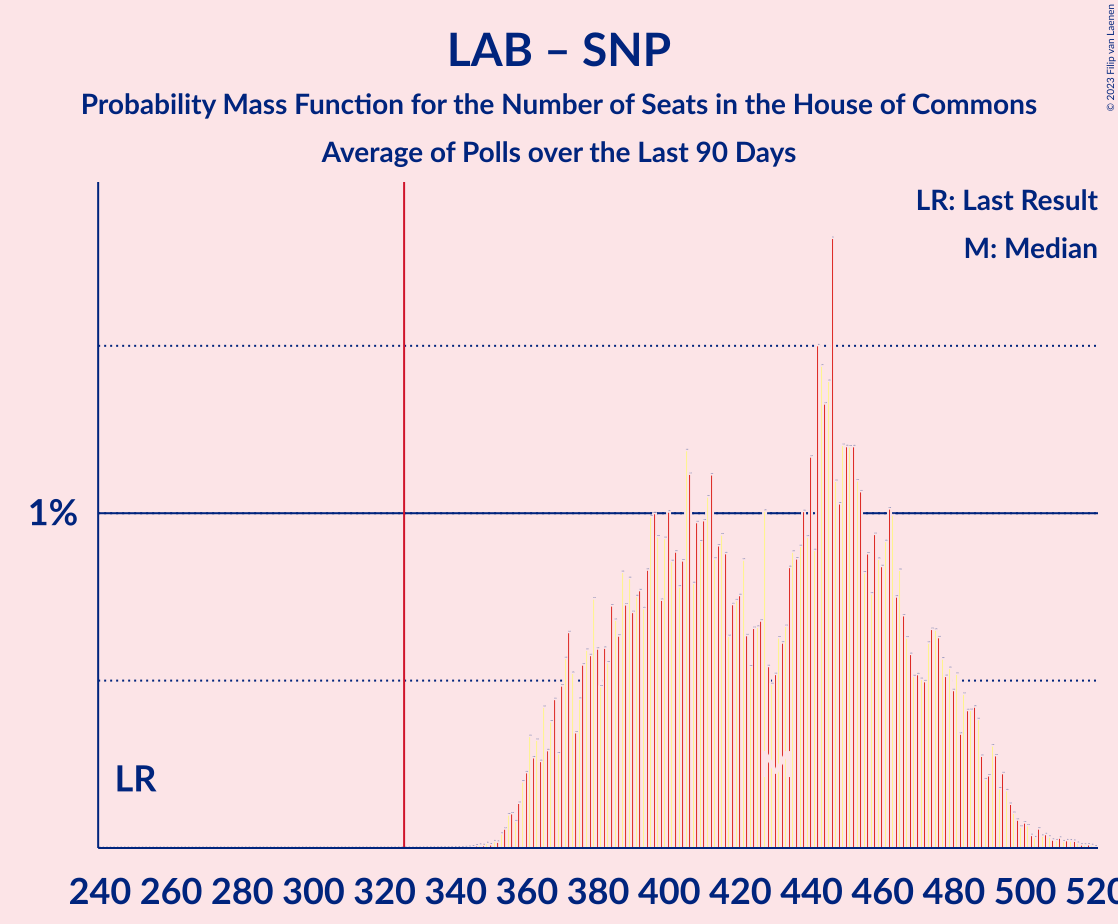 LAB – SNP
Probability Mass Function for the Number of Seats in the House of Commons
Average of Polls over the Last 90 Days
© 2023 Filip van Laenen
LR: Last Result
M: Median
1%
LR
240 260 280 300 320 340 360 380 400 420 440 460 480 500 520